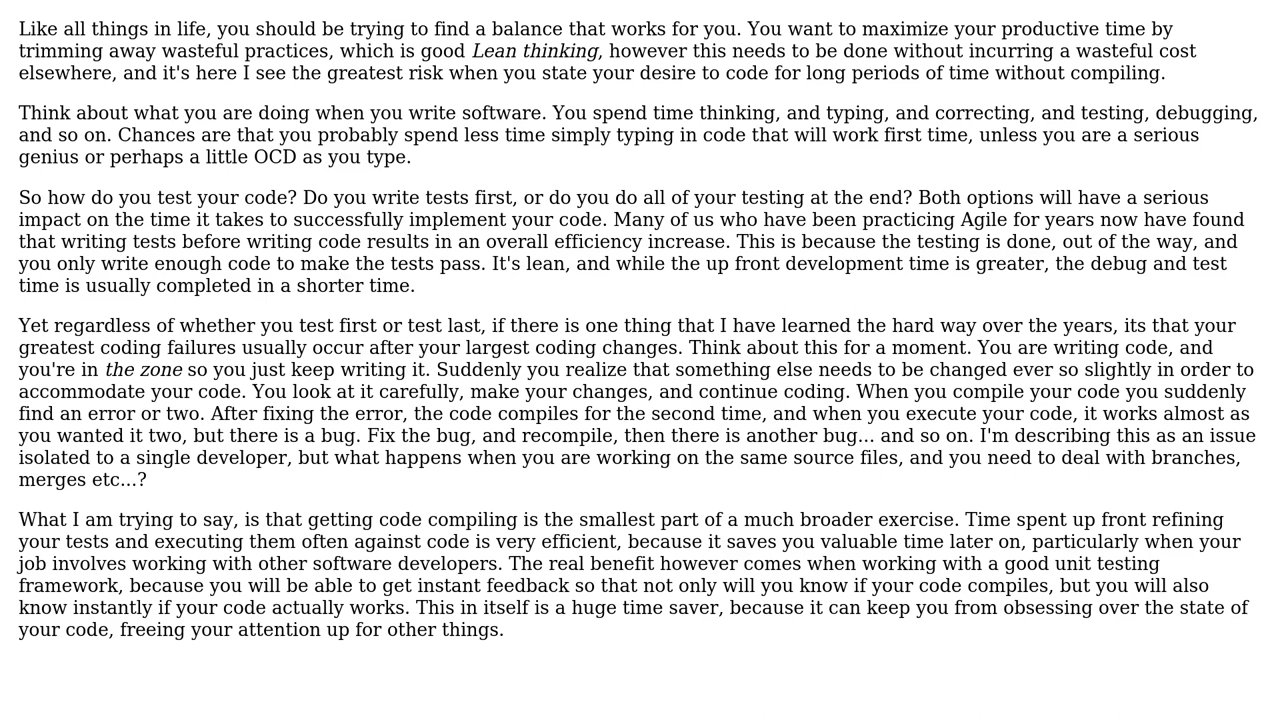 Like all things in life, you should be trying to find a balance that works for you. You want to maximize your productive time by
trimming away wasteful practices, which is good Lean thinking, however this needs to be done without incurring a wasteful cost
elsewhere, and it's here I see the greatest risk when you state your desire to code for long periods of time without compiling.
Think about what you are doing when you write software. You spend time thinking, and typing, and correcting, and testing, debugging,
and so on. Chances are that you probably spend less time simply typing in code that will work first time, unless you are a serious
genius or perhaps a little OCD as you type.
So how do you test your code? Do you write tests first, or do you do all of your testing at the end? Both options will have a serious
impact on the time it takes to successfully implement your code. Many of us who have been practicing Agile for years now have found
that writing tests before writing code results in an overall efficiency increase. This is because the testing is done, out of the way, and
you only write enough code to make the tests pass. It's lean, and while the up front development time is greater, the debug and test
time is usually completed in a shorter time.
Yet regardless of whether you test first or test last, if there is one thing that I have learned the hard way over the years, its that your
greatest coding failures usually occur after your largest coding changes. Think about this for a moment. You are writing code, and
you're in the zone so you just keep writing it. Suddenly you realize that something else needs to be changed ever so slightly in order to
accommodate your code. You look at it carefully, make your changes, and continue coding. When you compile your code you suddenly
find an error or two. After fixing the error, the code compiles for the second time, and when you execute your code, it works almost as
you wanted it two, but there is a bug. Fix the bug, and recompile, then there is another bug... and so on. I'm describing this as an issue
isolated to a single developer, but what happens when you are working on the same source files, and you need to deal with branches,
merges etc...?
What I am trying to say, is that getting code compiling is the smallest part of a much broader exercise. Time spent up front refining
your tests and executing them often against code is very efficient, because it saves you valuable time later on, particularly when your
job involves working with other software developers. The real benefit however comes when working with a good unit testing
framework, because you will be able to get instant feedback so that not only will you know if your code compiles, but you will also
know instantly if your code actually works. This in itself is a huge time saver, because it can keep you from obsessing over the state of
your code, freeing your attention up for other things.